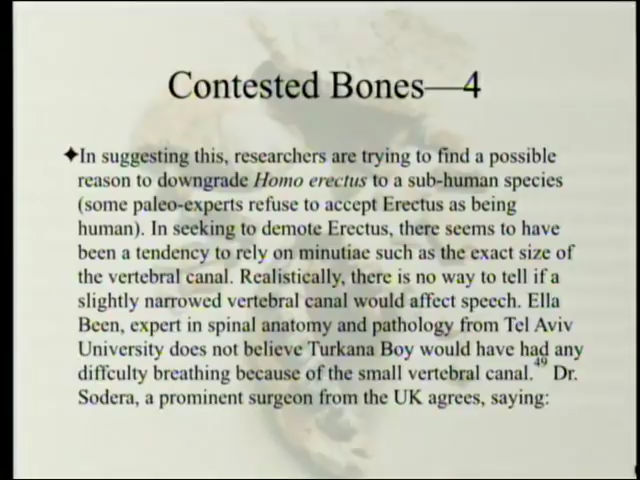 Contested Bones—4
✦In suggesting this, researchers are trying to find a possible
reason to downgrade Homo erectus to a sub-human species
(some paleo-experts refuse to accept Erectus as being
human). In seeking to demote Erectus, there seems to have
been a tendency to rely on minutiae such as the exact size of
the vertebral canal. Realistically, there is no way to tell if a
slightly narrowed vertebral canal would affect speech. Ella
Been, expert in spinal anatomy and pathology from Tel Aviv
University does not believe Turkana Boy would have had any
diffculty breathing because of the small vertebral canal.49 Dr.
Sodera, a prominent surgeon from the UK agrees, saying: